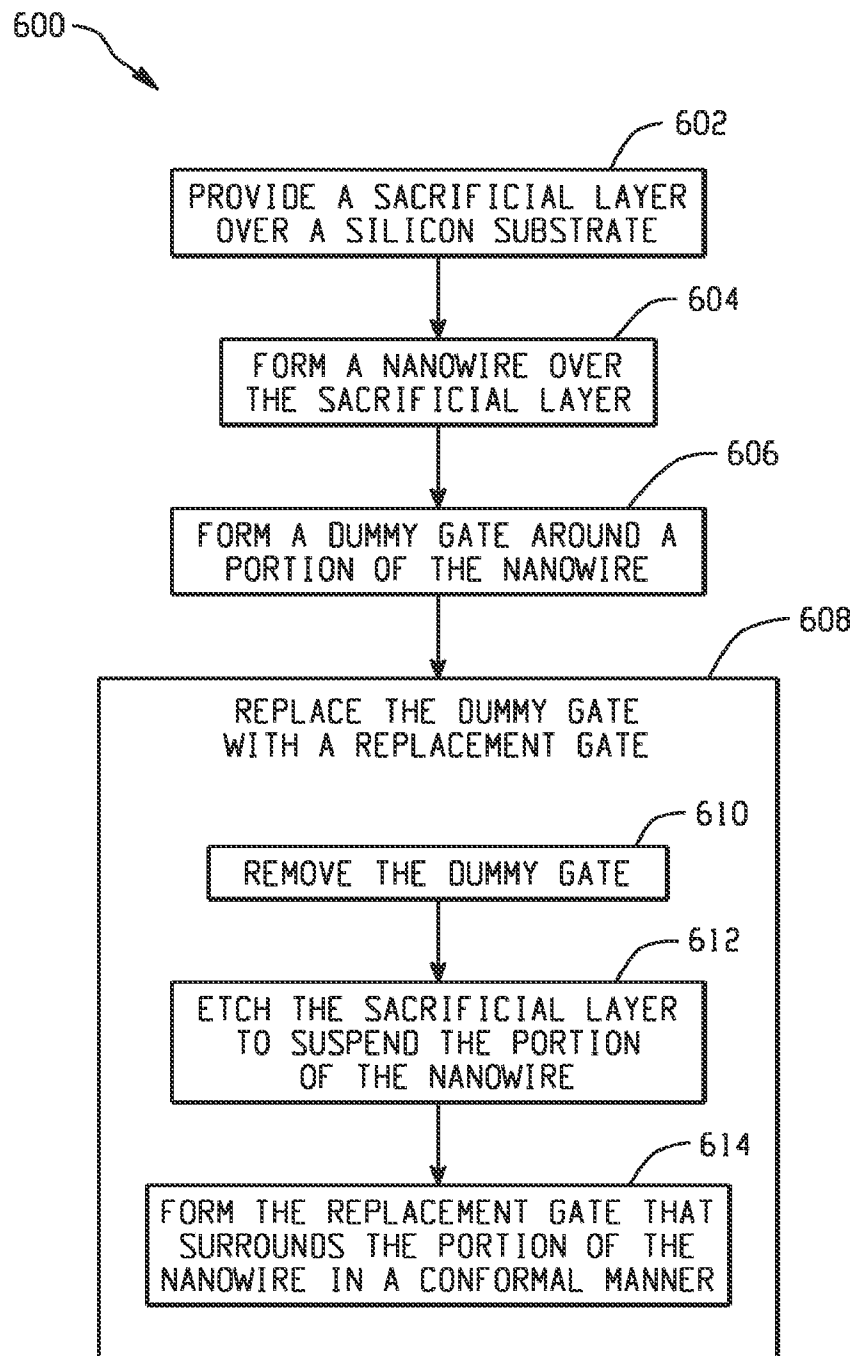 600
602
PROVIDE A SACRIFICIAL LAYER
OVER A SILICON SUBSTRATE
604
FORM A NANOWIRE OVER
THE SACRIFICIAL LAYER
606
FORM A DUMMY GATE AROUND A
PORTION OF THE NANOWIRE
608
REPLACE THE DUMMY GATE
WITH A REPLACEMENT GATE
610
REMOVE THE DUMMY GATE
612
ETCH THE SACRIFICIAL LAYER
TO SUSPEND THE PORTION
OF THE NANOWIRE
614
FORM THE REPLACEMENT GATE THAT
SURROUNDS THE PORTION OF THE
NANOWIRE IN A CONFORMAL MANNER